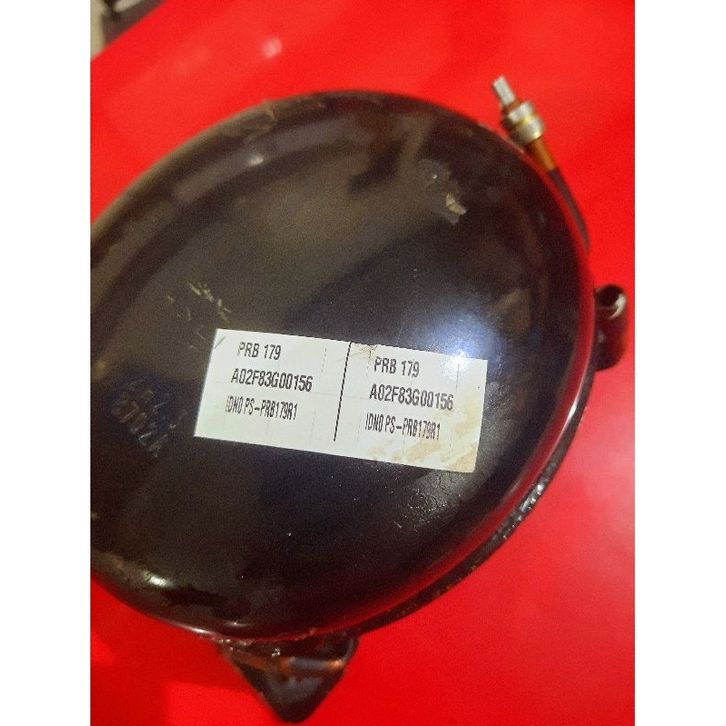 PRB 179
A02F83G00156
IDNO PS-PRB179R1
PRB 179
A02F83G00156
IDNO PS-PRB179R1